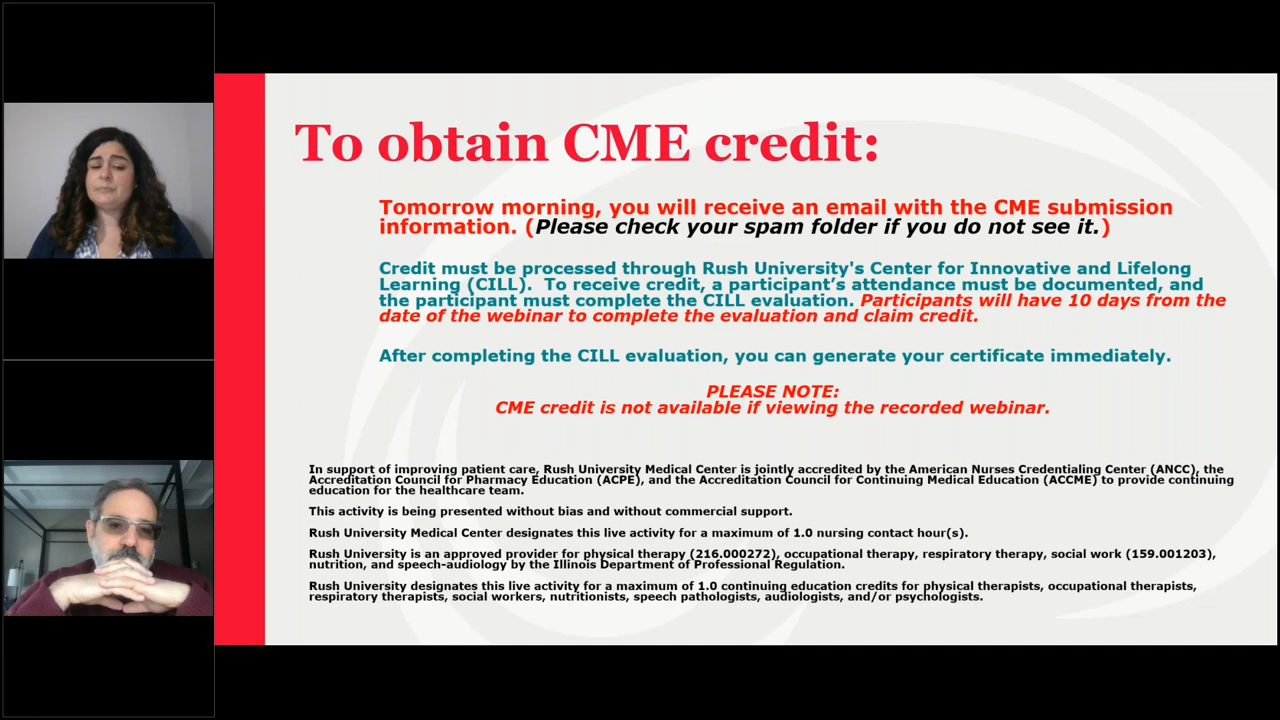 To obtain CME credit:
Tomorrow morning, you will receive an email with the CME submission
information. (Please check your spam folder if you do not see it.)
Credit must be processed through Rush University's Center for Innovative and Lifelong
Learning (CILL).  To receive credit, a participant’s attendance must be documented, and
the participant must complete the CILL evaluation. Participants will have 10 days from the
date of the webinar to complete the evaluation and claim credit.
After completing the CILL evaluation, you can generate your certificate immediately.
PLEASE NOTE:
CME credit is not available if viewing the recorded webinar.
In support of improving patient care, Rush University Medical Center is jointly accredited by the American Nurses Credentialing Center (ANCC), the
Accreditation Council for Pharmacy Education (ACPE), and the Accreditation Council for Continuing Medical Education (ACCME) to provide continuing
education for the healthcare team.
This activity is being presented without bias and without commercial support.
Rush University Medical Center designates this live activity for a maximum of 1.0 nursing contact hour(s).
Rush University is an approved provider for physical therapy (216.000272), occupational therapy, respiratory therapy, social work (159.001203),
nutrition, and speech-audiology by the Illinois Department of Professional Regulation.
Rush University designates this live activity for a maximum of 1.0 continuing education credits for physical therapists, occupational therapists,
respiratory therapists, social workers, nutritionists, speech pathologists, audiologists, and/or psychologists.